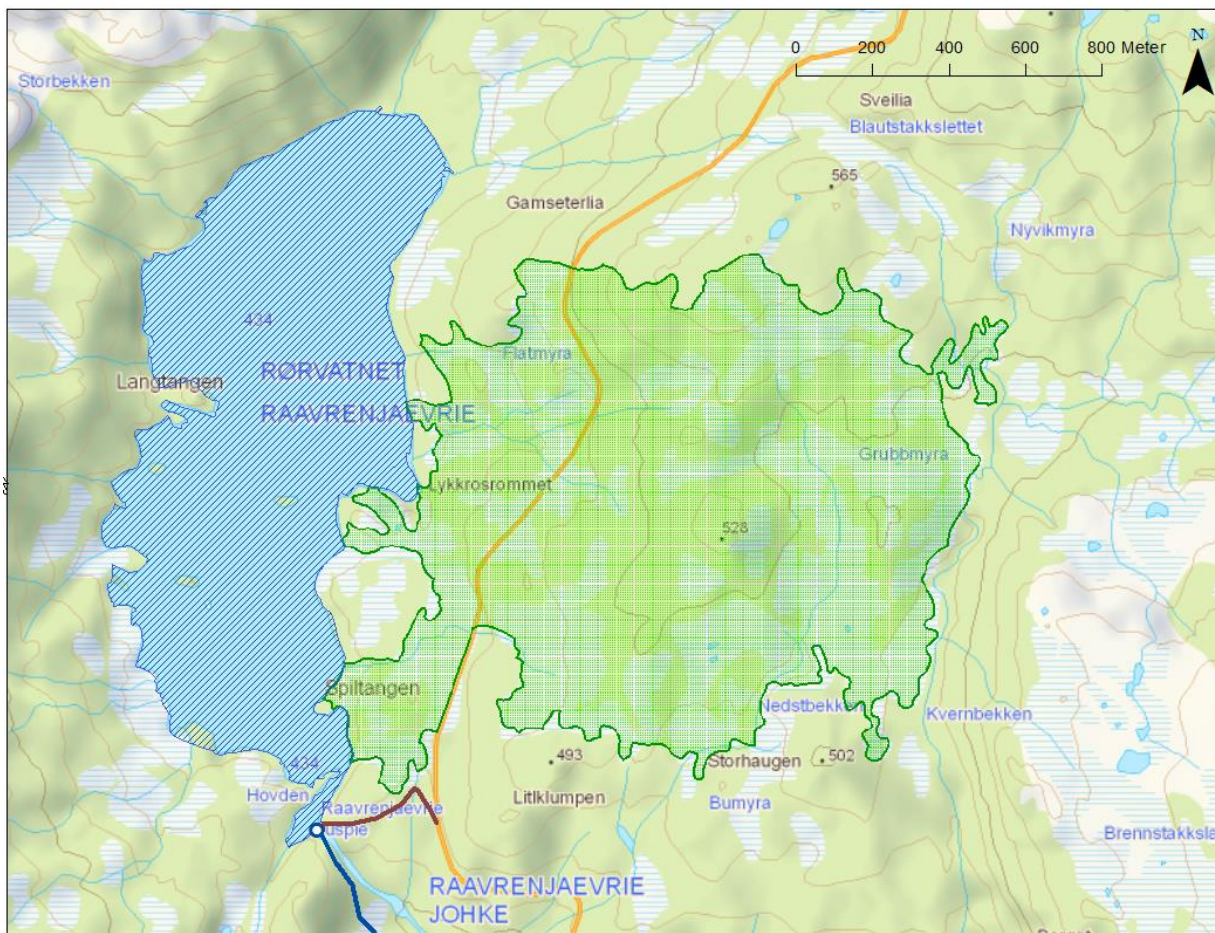 0 200 400 600 800 Meter
N
Storbekken
Sveilia
Blautstakkslettet
565
Gamseterlia
Nyvikmyra
434
Flatmyra
RØRVATNET
Langtangen
RAAVRENJAEVRIE
Grubbmyra
Lykkrosrommet
528
Spiltangen
Nedstbekken
Kvernbekken
493
Storhaugen
502
434
Hovden
Litlklumpen
Bumyra
Raavrenjaevrie
Brennstakksla
RAAVRENJAEVRIE
JOHKE